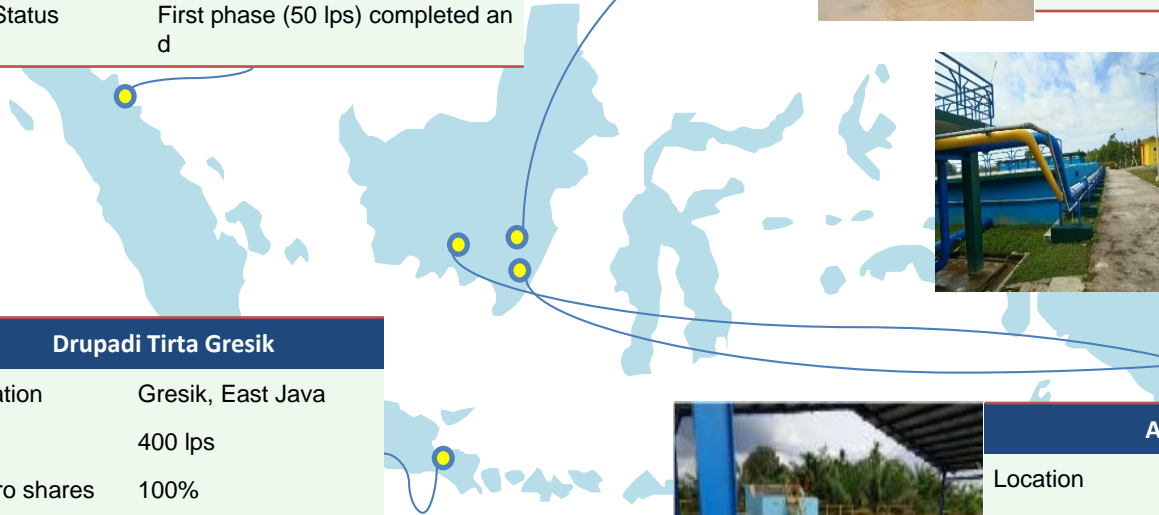 Status First phase (50 lps) completed an
d
Drupadi Tirta Gresik
ation Gresik, East Java
400 lps
ro shares 100%
A
Location